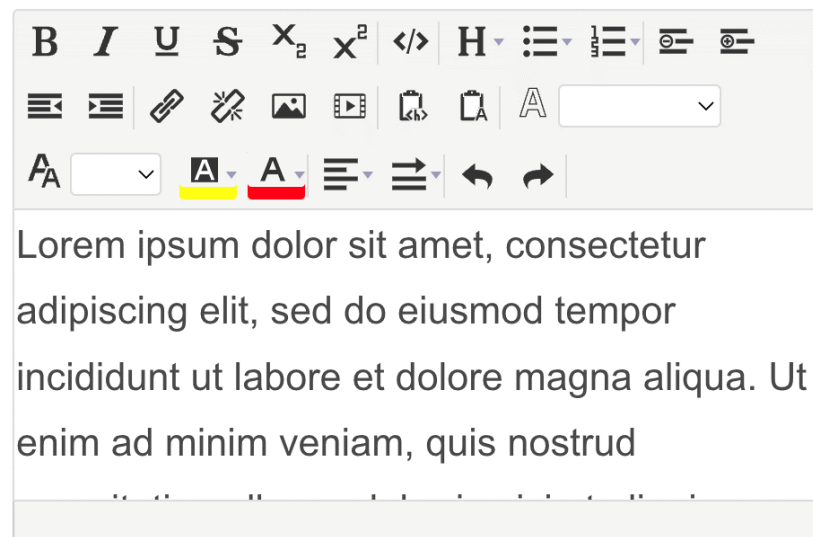 Lorem ipsum dolor sit amet, consectetur
adipiscing elit, sed do eiusmod tempor
incididunt ut labore et dolore magna aliqua. Ut
enim ad minim veniam, quis nostrud